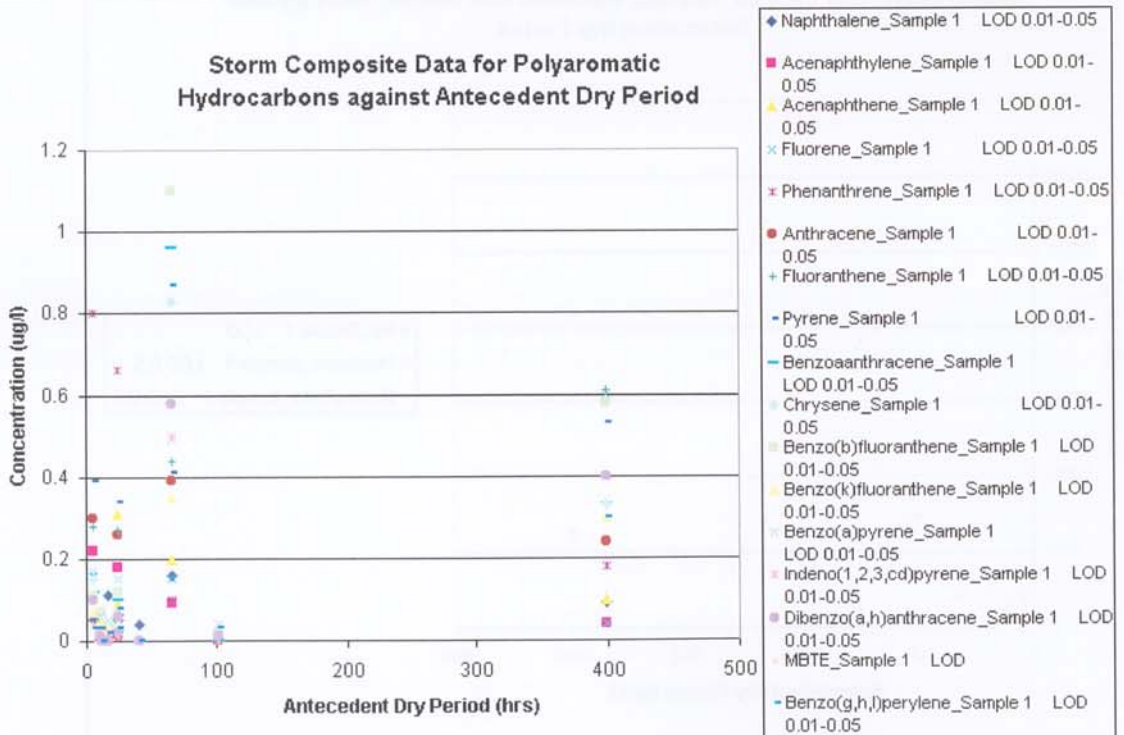 Storm Composite Data for Polyaromatic
Hydrocarbons against Antecedent Dry Period
Concentration (ug/l)
1.2
1
0.8
0.6
0.4
0.2
0
0
100
200
300
400
500
Antecedent Dry Period (hrs)
Naphthalene_Sample 1 LOD 0.01-0.05
Acenaphthylene_Sample 1 LOD 0.01-
0.05
Acenaphthene_Sample 1 LOD 0.01-
0.05
Fluorene_Sample 1 LOD 0.01-0.05
Phenanthrene_Sample 1 LOD 0.01-0.05
Anthracene_Sample 1 LOD 0.01-
0.05
Fluoranthene_Sample 1 LOD 0.01-0.05
Pyrene_Sample 1 LOD 0.01-
0.05
Benzoaanthracene_Sample 1
LOD 0.01-0.05
Chrysene_Sample 1 LOD 0.01-
0.05
Benzo(b)fluoranthene_Sample 1 LOD
0.01-0.05
Benzo(k)fluoranthene_Sample 1 LOD
0.01-0.05
Benzo(a)pyrene_Sample 1
LOD 0.01-0.05
Indeno(1,2,3,cd)pyrene_Sample 1 LOD
0.01-0.05
Dibenzo(a,h)anthracene_Sample 1 LOD
0.01-0.05
MBTE_Sample 1 LOD
Benzo(g,h,I)perylene_Sample 1 LOD
0.01-0.05